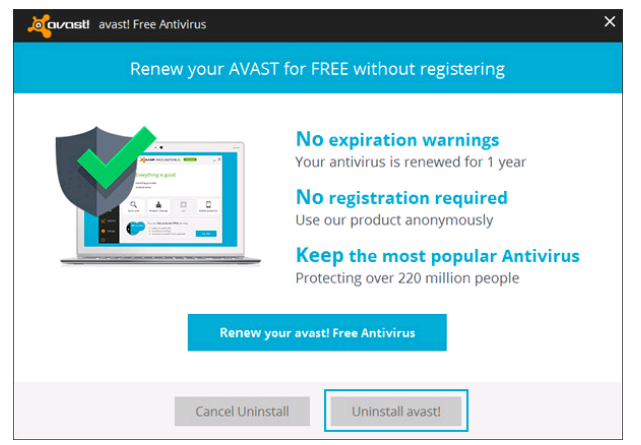 avast! avast! Free Antivirus
Renew your AVAST for FREE without registering
No expiration warnings
Your antivirus is renewed for 1 year
No registration required
Use our product anonymously
Keep the most popular Antivirus
Protecting over 220 million people
Everything is good
Renew your avast! Free Antivirus
Cancel Uninstall
Uninstall avast!